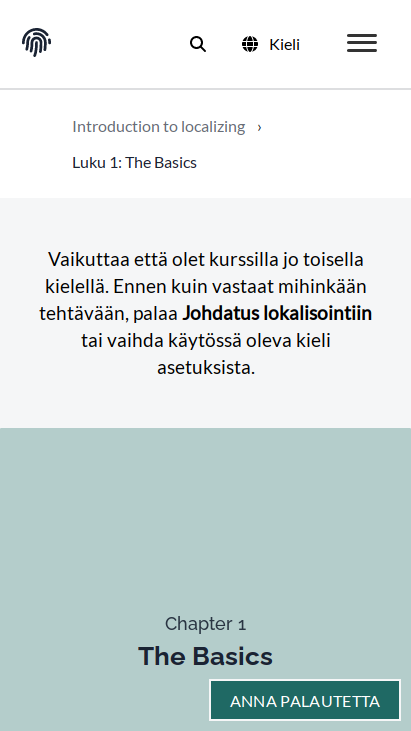 Kieli
Introduction to localizing ›
Luku 1: The Basics
Vaikuttaa että olet kurssilla jo toisella
kielellä. Ennen kuin vastaat mihinkään
tehtävään, palaa Johdatus lokalisointiin
tai vaihda käytössä oleva kieli
asetuksista.
Chapter 1
The Basics
ANNA PALAUTETTA